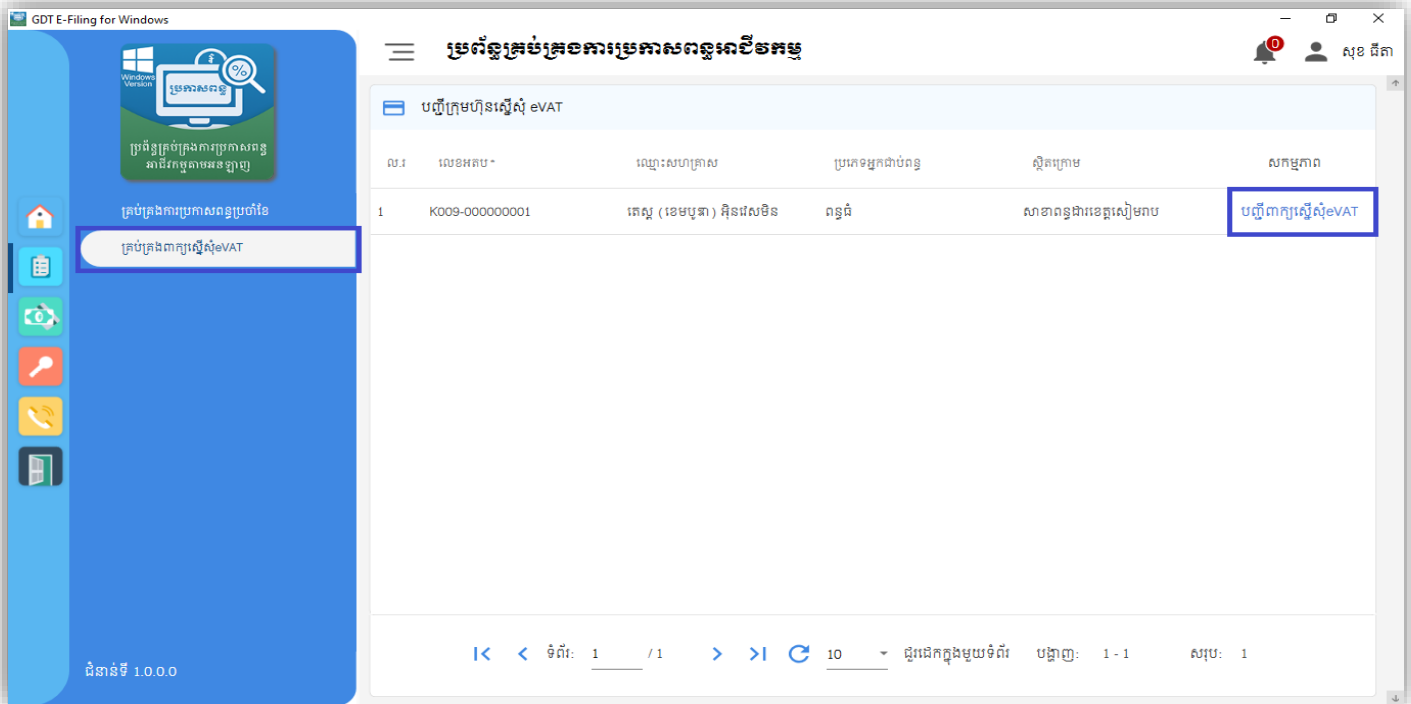 GDT E-Filing for Windows
Windows Version
ប្រកាសពន្ធ
ប្រព័ន្ធគ្រប់គ្រងការប្រកាសពន្ធ
អាជីវកម្មតាមអនឡាញ
ប្រព័ន្ធគ្រប់គ្រងការប្រកាសពន្ធអាជីវកម្ម
0
សុខ ធីតា
បញ្ជីក្រុមហ៊ុនស្នើសុំ eVAT
ល.រ លេខអតប ឈ្មោះសហគ្រាស ប្រភេទអ្នកជាប់ពន្ធ ស្ថិតក្រោម សកម្មភាព
1 K009-000000001 តេស្ត (ខេមបូឌា) អ៊ិនវេសមិន ពន្ធធំ សាខាពន្ធដារខេត្តសៀមរាប បញ្ជីពាក្យស្នើសុំeVAT
គ្រប់គ្រងការប្រកាសពន្ធប្រចាំខែ
គ្រប់គ្រងពាក្យស្នើសុំeVAT
ជំនាន់ទី 1.0.0.0
ទំព័រ: 1 / 1 10 ជួរដេកក្នុងមួយទំព័រ បង្ហាញ: 1 - 1 សរុប: 1